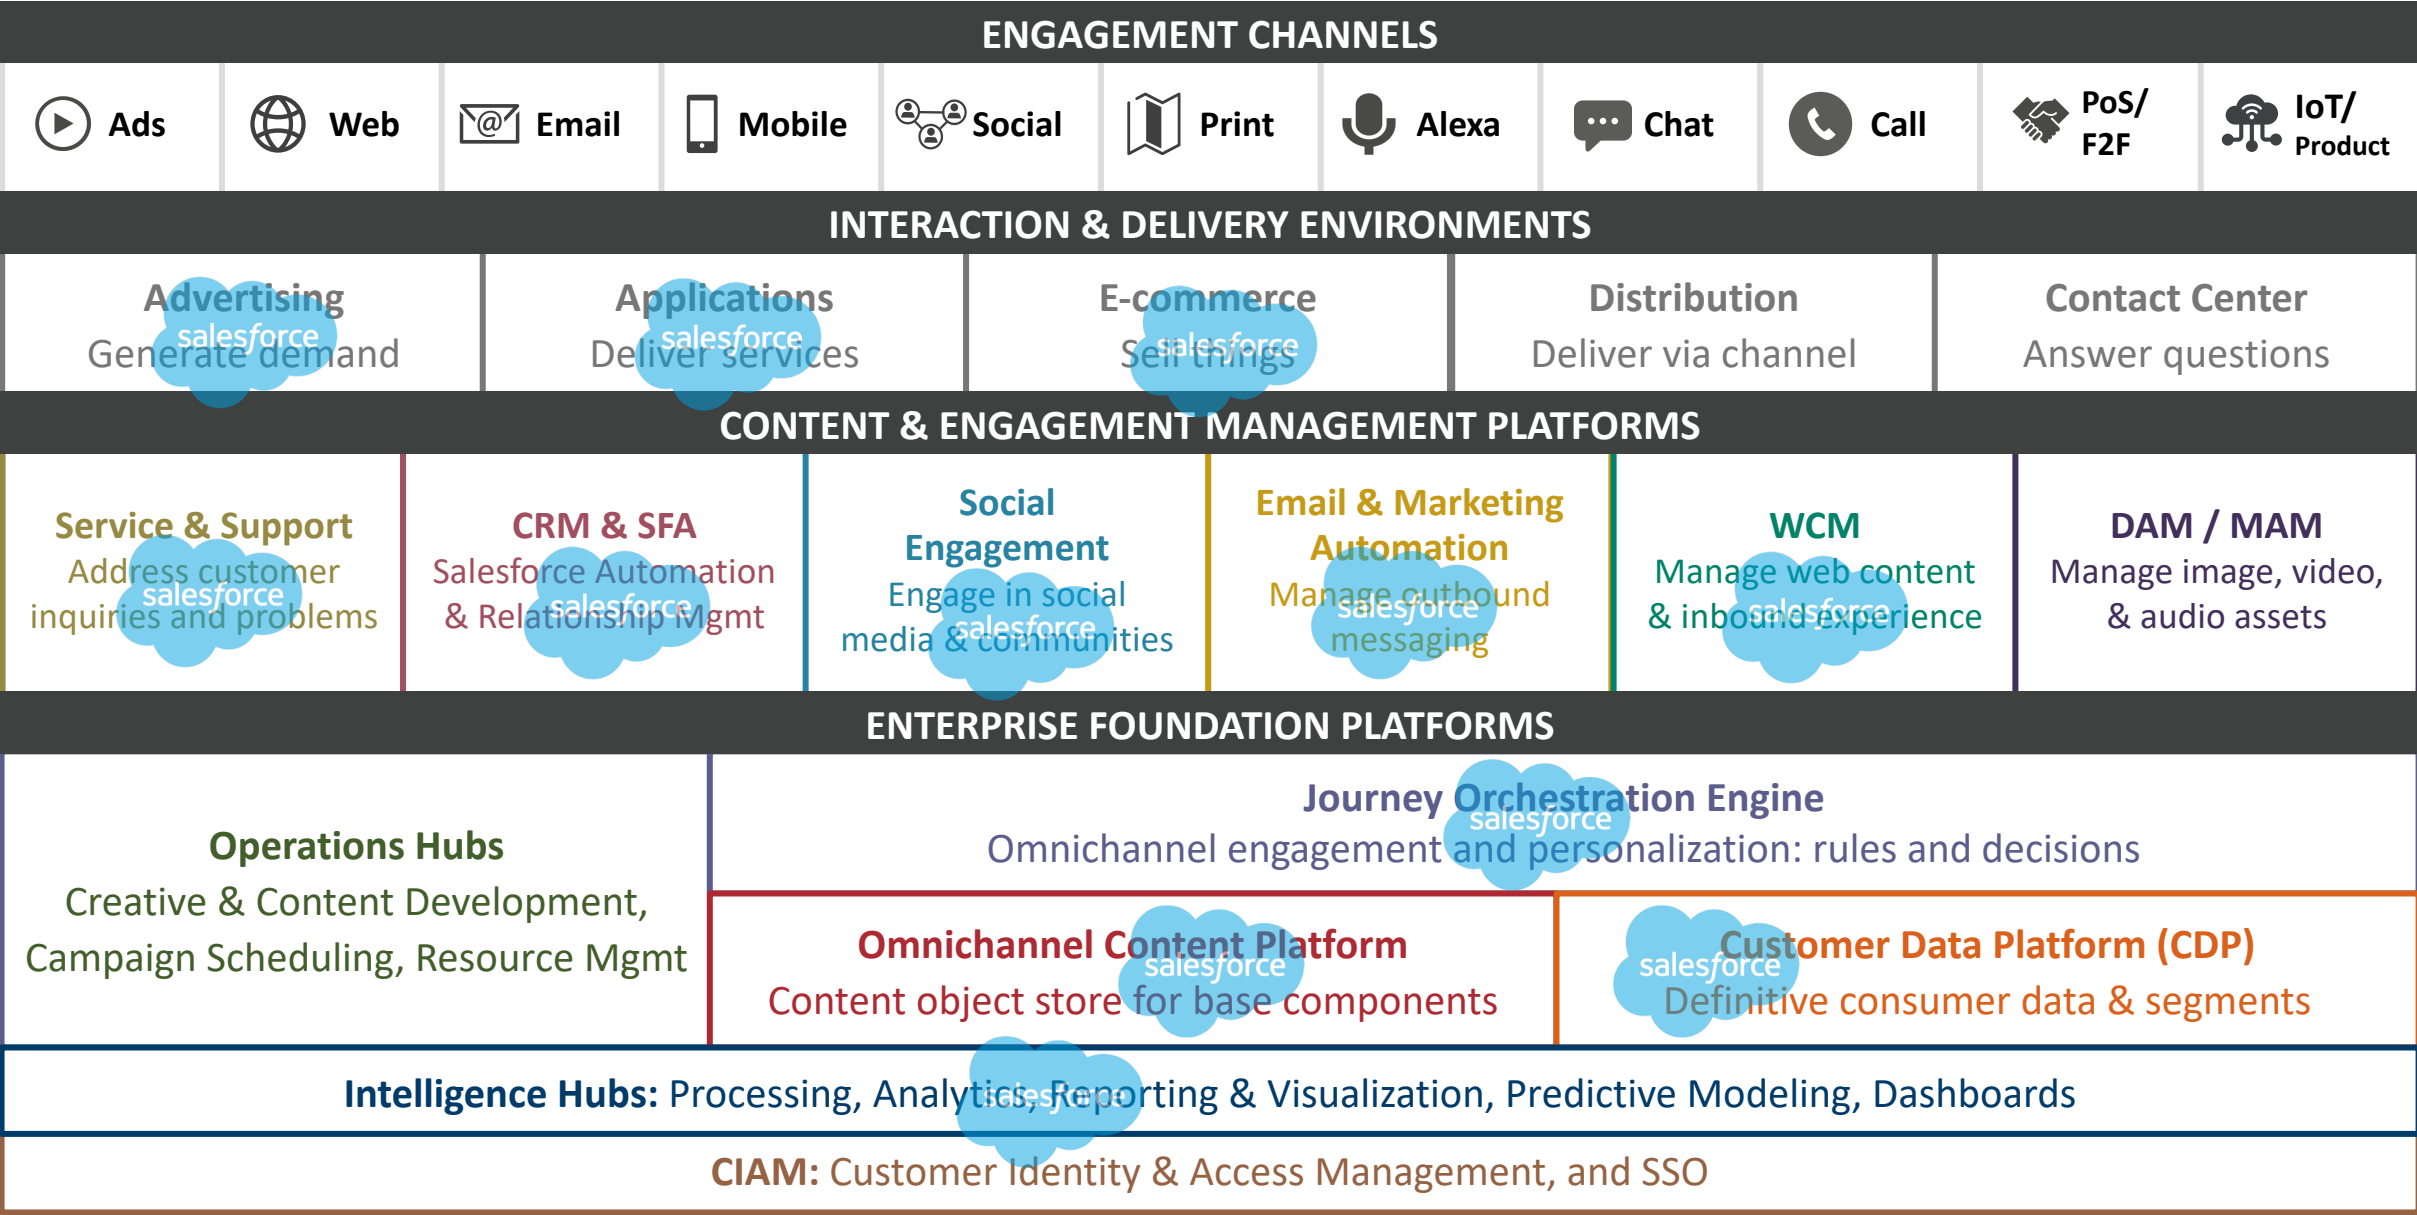 ENGAGEMENT CHANNELS
Ads
Web
Email
Mobile
Social
Print
Alexa
Chat
Call
PoS/
F2F
IoT/
Product
INTERACTION & DELIVERY ENVIRONMENTS
Advertising
Generate demand
salesforce
Applications
Deliver services
salesforce
E-commerce
Sell things
salesforce
Distribution
Deliver via channel
Contact Center
Answer questions
CONTENT & ENGAGEMENT MANAGEMENT PLATFORMS
Service & Support
Address customer
inquiries and problems
salesforce
CRM & SFA
Salesforce Automation
& Relationship Mgmt
salesforce
Social
Engagement
Engage in social
media & communities
salesforce
Email & Marketing
Automation
Manage outbound
messaging
salesforce
WCM
Manage web content
& inbound experience
salesforce
DAM / MAM
Manage image, video,
& audio assets
ENTERPRISE FOUNDATION PLATFORMS
Operations Hubs
Creative & Content Development,
Campaign Scheduling, Resource Mgmt
Journey Orchestration Engine
Omnichannel engagement and personalization: rules and decisions
salesforce
Omnichannel Content Platform
Content object store for base components
salesforce
Customer Data Platform (CDP)
Definitive consumer data & segments
salesforce
Intelligence Hubs: Processing, Analytics, Reporting & Visualization, Predictive Modeling, Dashboards
salesforce
CIAM: Customer Identity & Access Management, and SSO